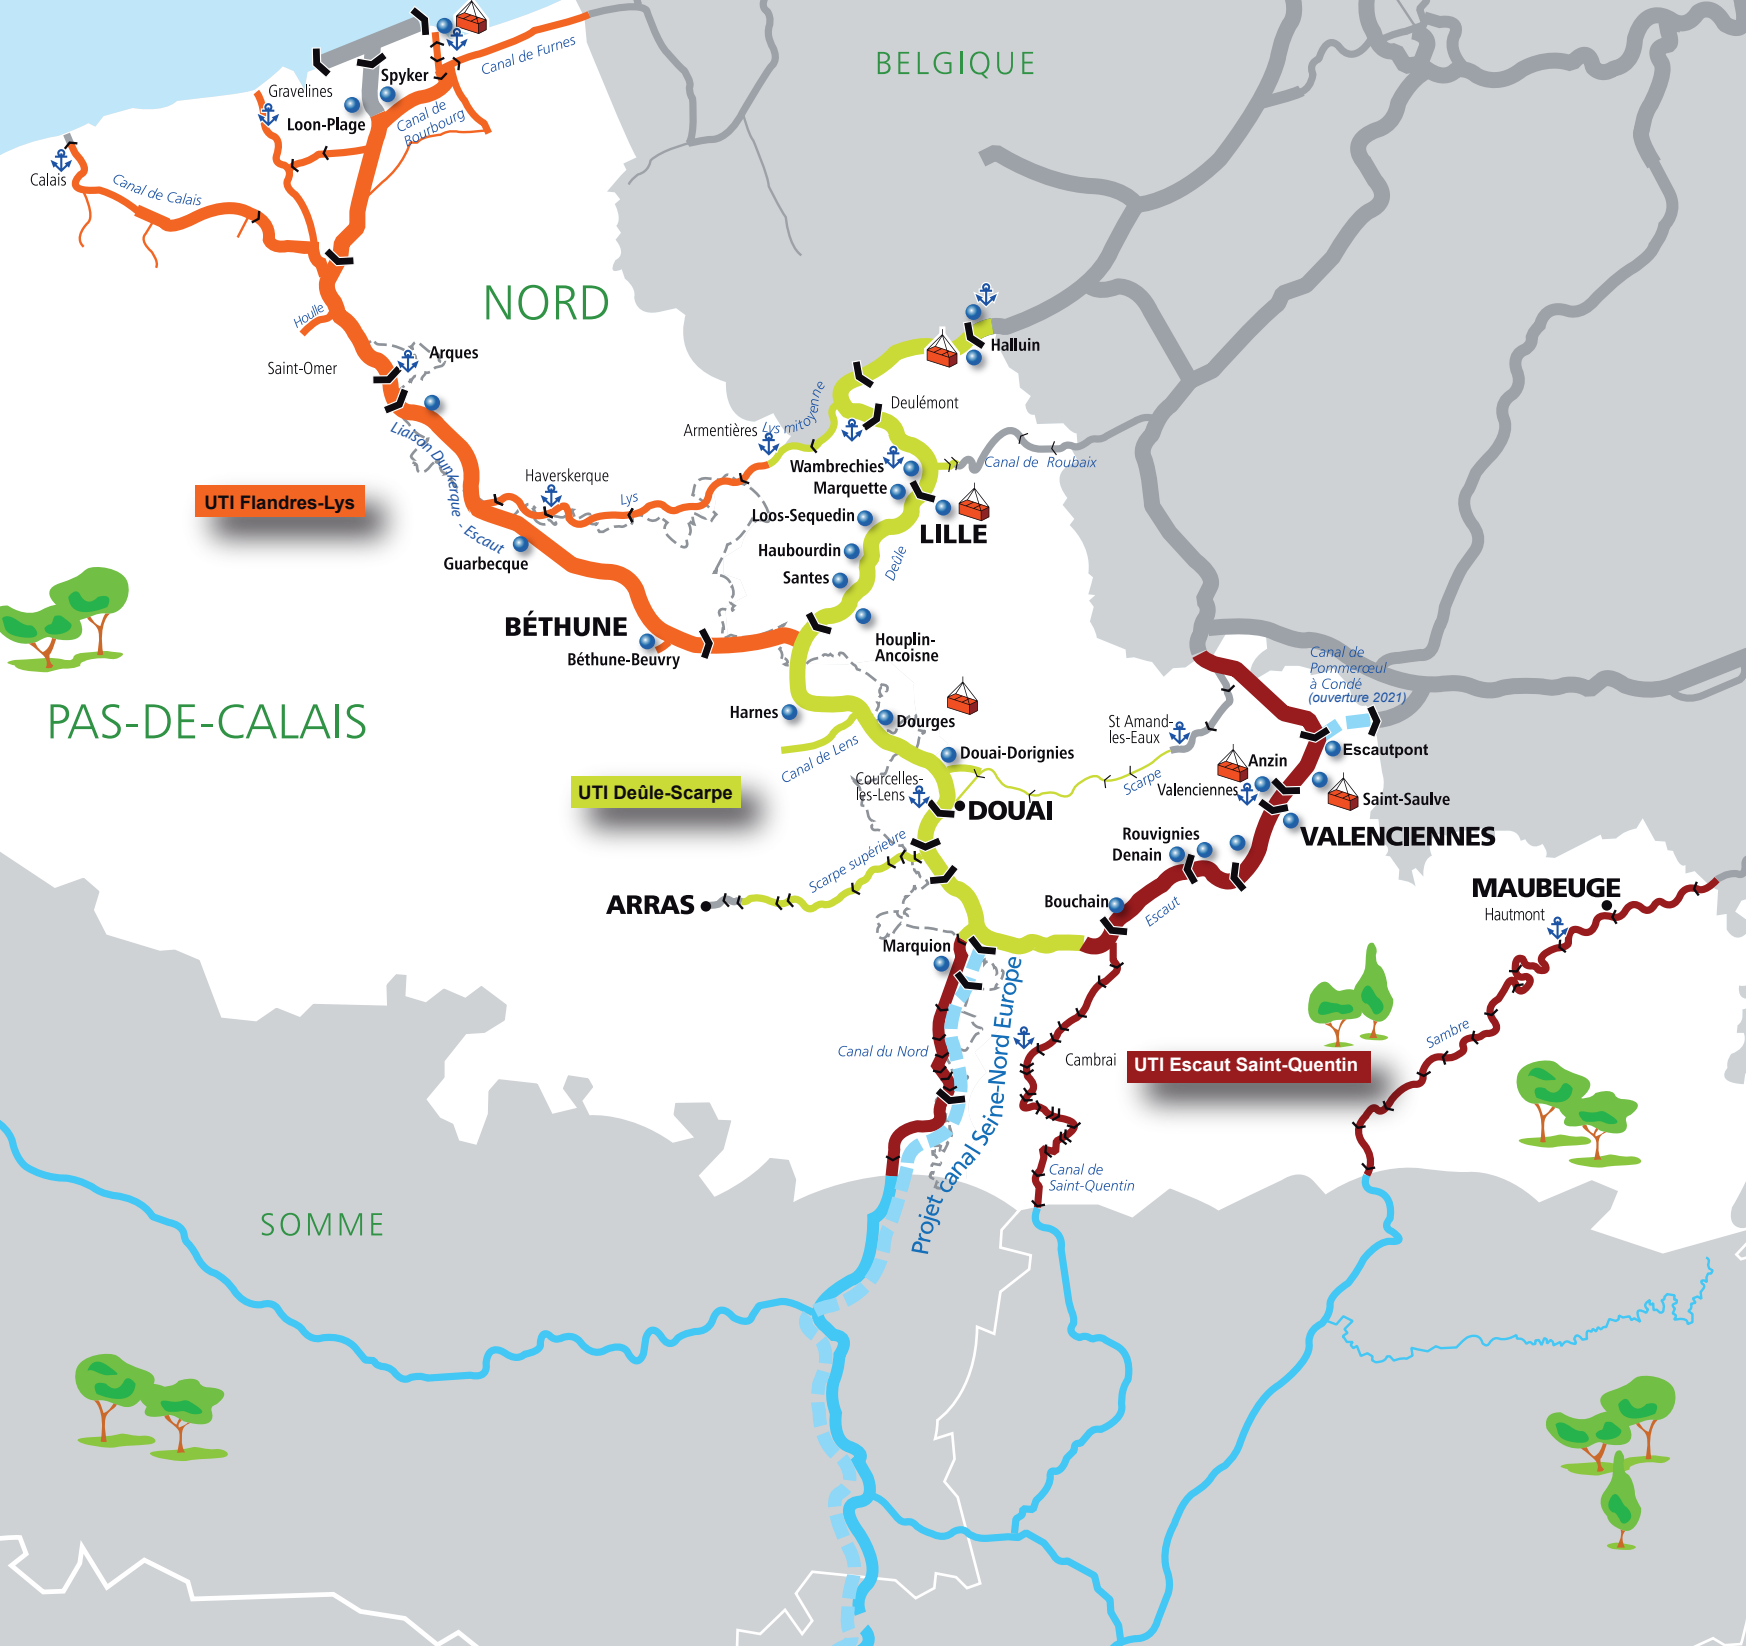 BELGIQUE
Canal de Furnes
Spyker
Gravelines
Loon-Plage
Canal de
Bourbourg
Calais
Canal de Calais
NORD
Houlle
Saint-Omer
Arques
Halluin
Deulémont
Lys mitoyenne
Armentières
Canal de Roubaix
Wambrechies
Marquette
Haverskerque
Lys
Liaison Dunkerque - Escaut
UTI Flandres-Lys
Loos-Sequedin
LILLE
Haubourdin
Deûle
Guarbecque
Santes
BÉTHUNE
Houplin-
Ancoisne
Béthune-Beuvry
Canal de
Pommerœul
à Condé
(ouverture 2021)
PAS-DE-CALAIS
Harnes
Dourges
St Amand-
les-Eaux
Canal de Lens
Douai-Dorignies
Escautpont
Anzin
Scarpe
Valenciennes
Courcelles-
les-Lens
UTI Deûle-Scarpe
Saint-Saulve
DOUAI
VALENCIENNES
Rouvignies
Denain
Scarpe supérieure
ARRAS
Bouchain
Escaut
MAUBEUGE
Hautmont
Marquion
Projet Canal Seine-Nord Europe
Sambre
Canal du Nord
Cambrai
UTI Escaut Saint-Quentin
Canal de
Saint-Quentin
SOMME